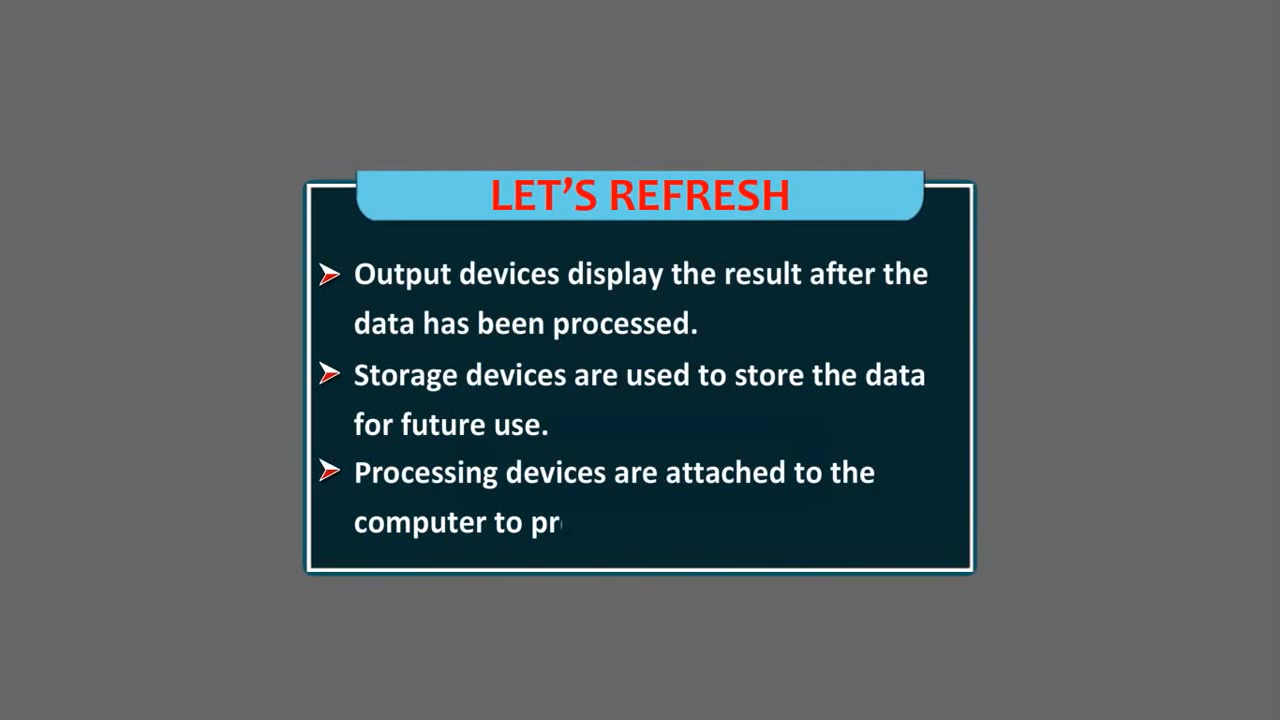 LET'S REFRESH
Output devices display the result after the
data has been processed.
Storage devices are used to store the data
for future use.
Processing devices are attached to the
computer to pr